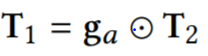 T₁ = gₐ ⊙ T₂